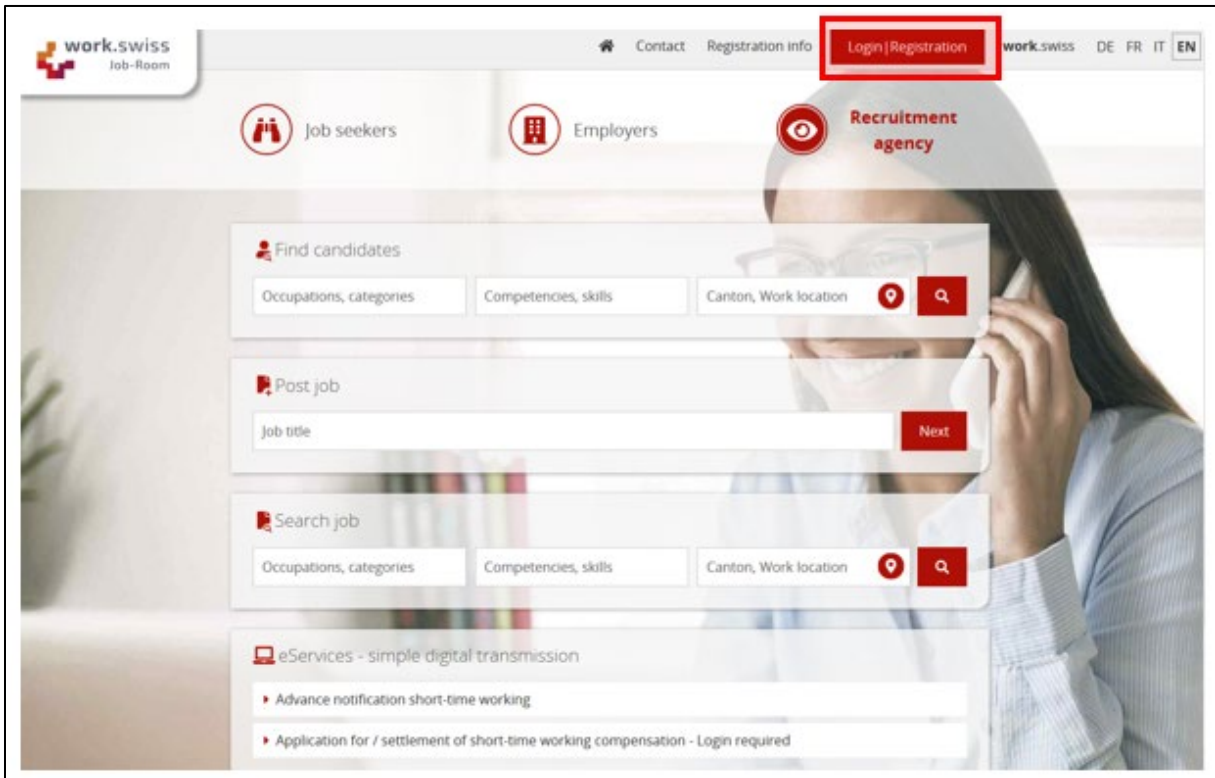 work.swiss
Job-Room
Contact Registration info Login|Registration work.swiss DE FR IT EN
Job seekers
Employers
Recruitment
agency
Find candidates
Occupations, categories Competencies, skills Canton, Work location
Post job
Job title Next
Search job
Occupations, categories Competencies, skills Canton, Work location
eServices - simple digital transmission
Advance notification short-time working
Application for / settlement of short-time working compensation - Login required